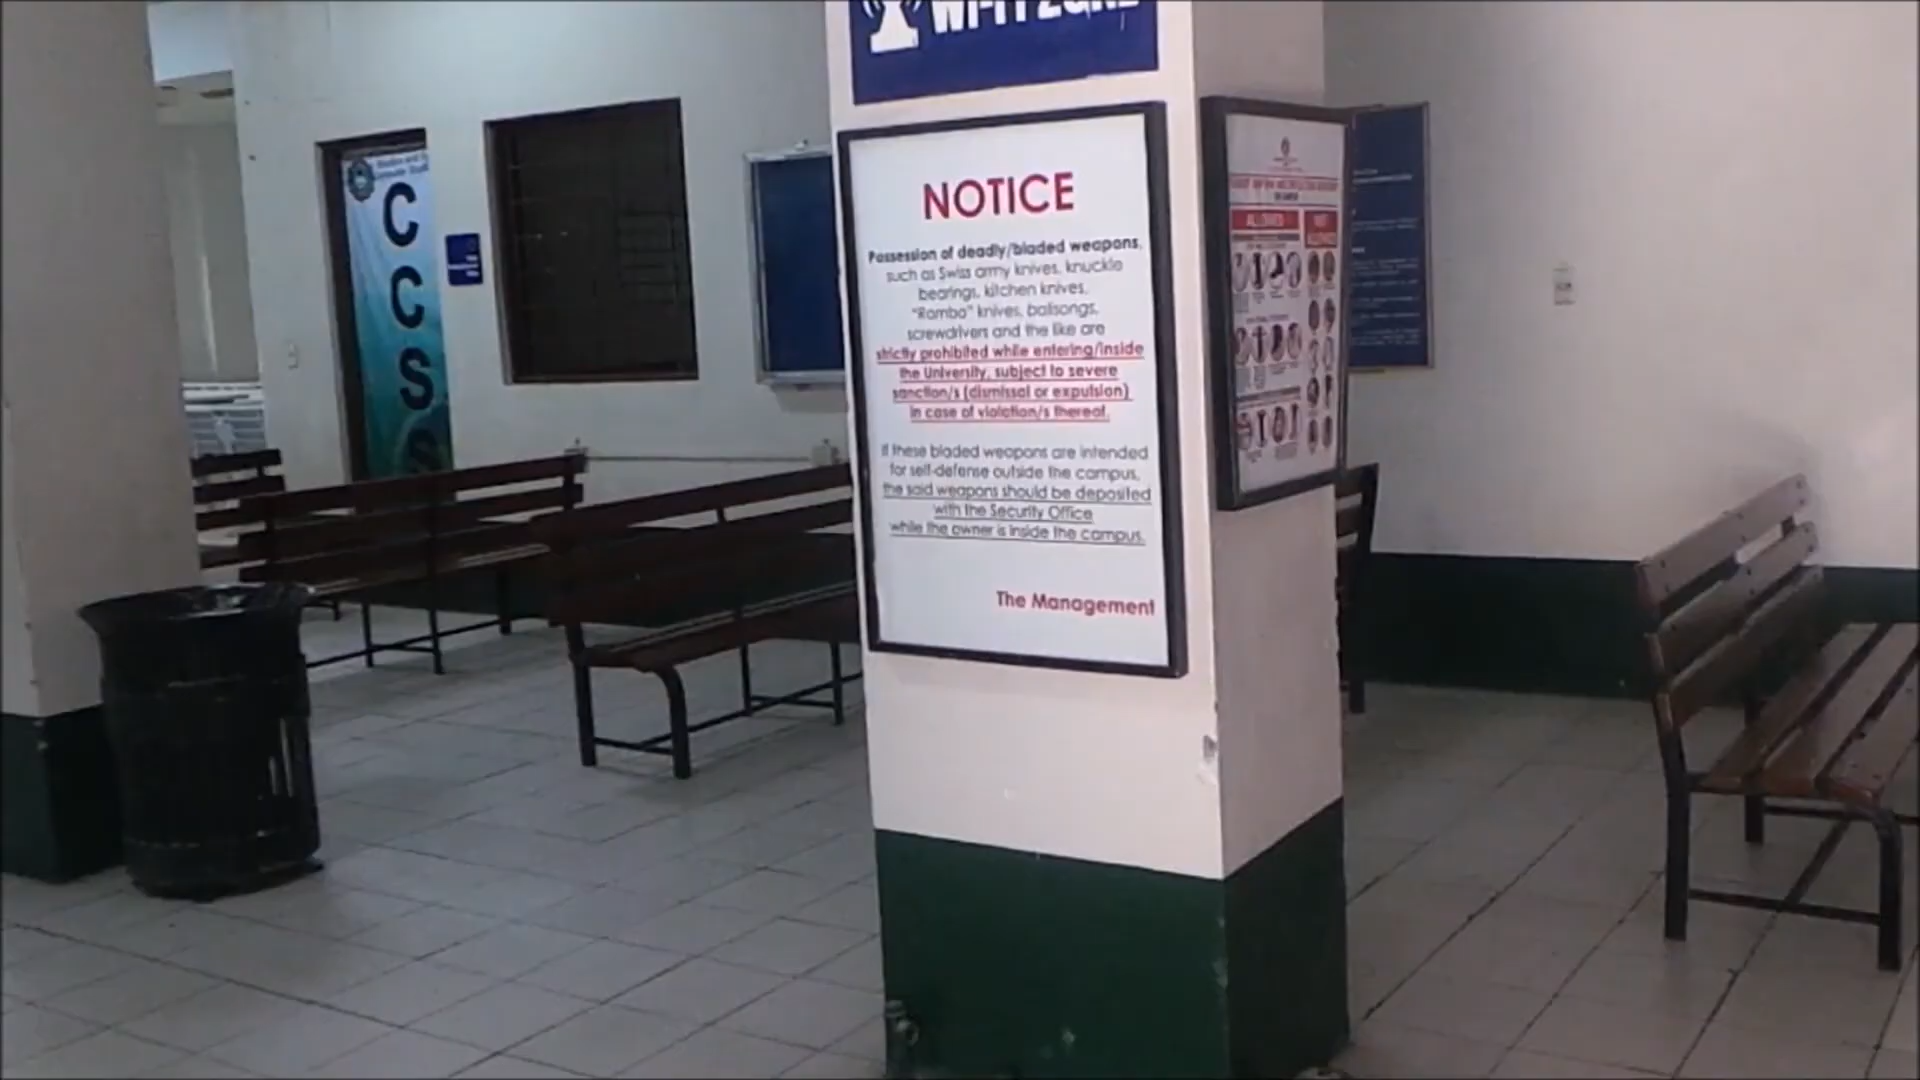 WI-FI ZONE
NOTICE
Possession of deadly/bladed weapons,
such as Swiss army knives, knuckle
bearings, kitchen knives,
"Rambo" knives, balisongs,
screwdrivers and the like are
strictly prohibited while entering/inside
the University, subject to severe
sanction/s (dismissal or expulsion)
in case of violation/s thereof.
If these bladed weapons are intended
for self-defense outside the campus,
the said weapons should be deposited
with the Security Office
while the owner is inside the campus.
The Management
C
C
S
S
ALLOWED
NOT
ALLOWED